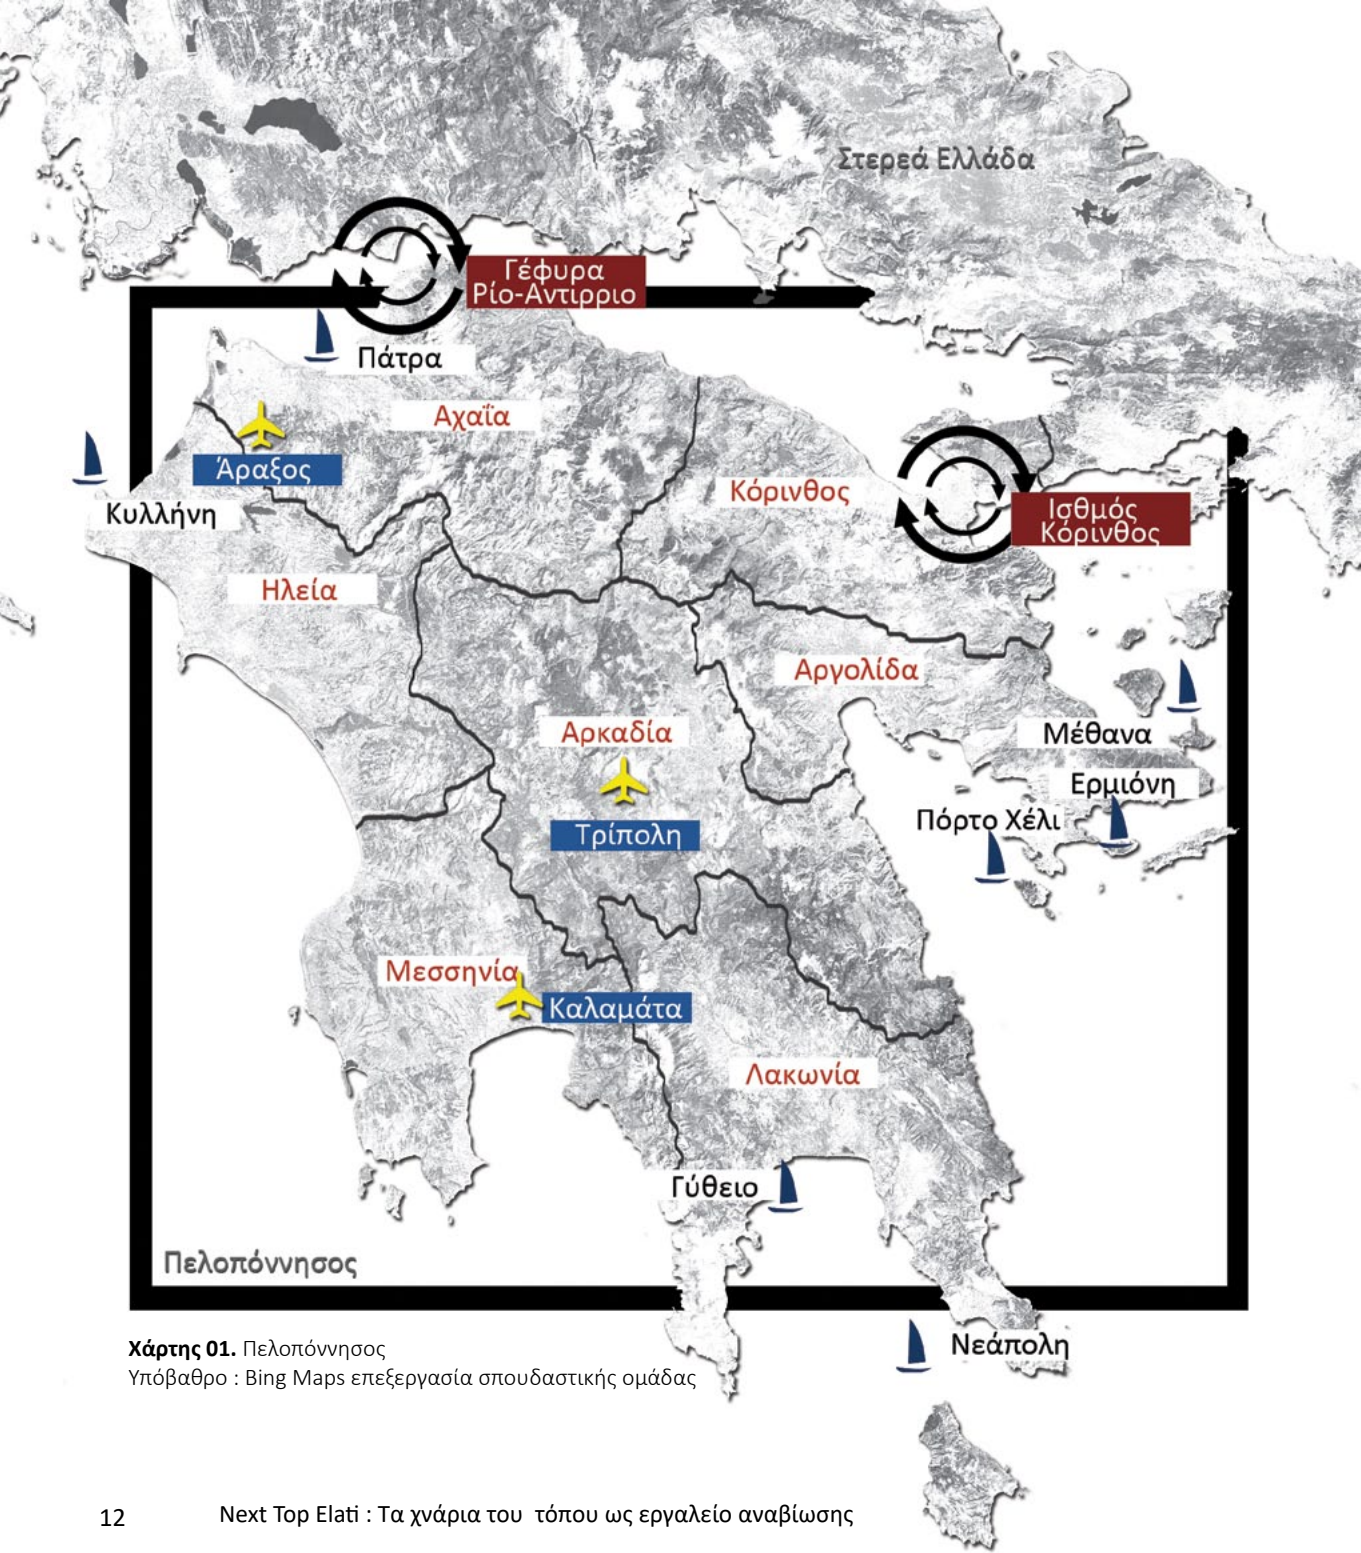 Στερεά Ελλάδα
Γέφυρα
Ρίο-Αντιρριο
Πάτρα
Αχαΐα
Άραξος
Κυλλήνη
Κόρινθος
Ισθμός
Κόρινθος
Ηλεία
Αργολίδα
Αρκαδία
Μέθανα
Ερμιόνη
Πόρτο Χέλι
Τρίπολη
Μεσσηνία
Καλαμάτα
Λακωνία
Γύθειο
Πελοπόννησος
Νεάπολη
Χάρτης 01. Πελοπόννησος
Υπόβαθρο : Bing Maps επεξεργασία σπουδαστικής ομάδας
12 Next Top Elati : Τα χνάρια του τόπου ως εργαλείο αναβίωσης